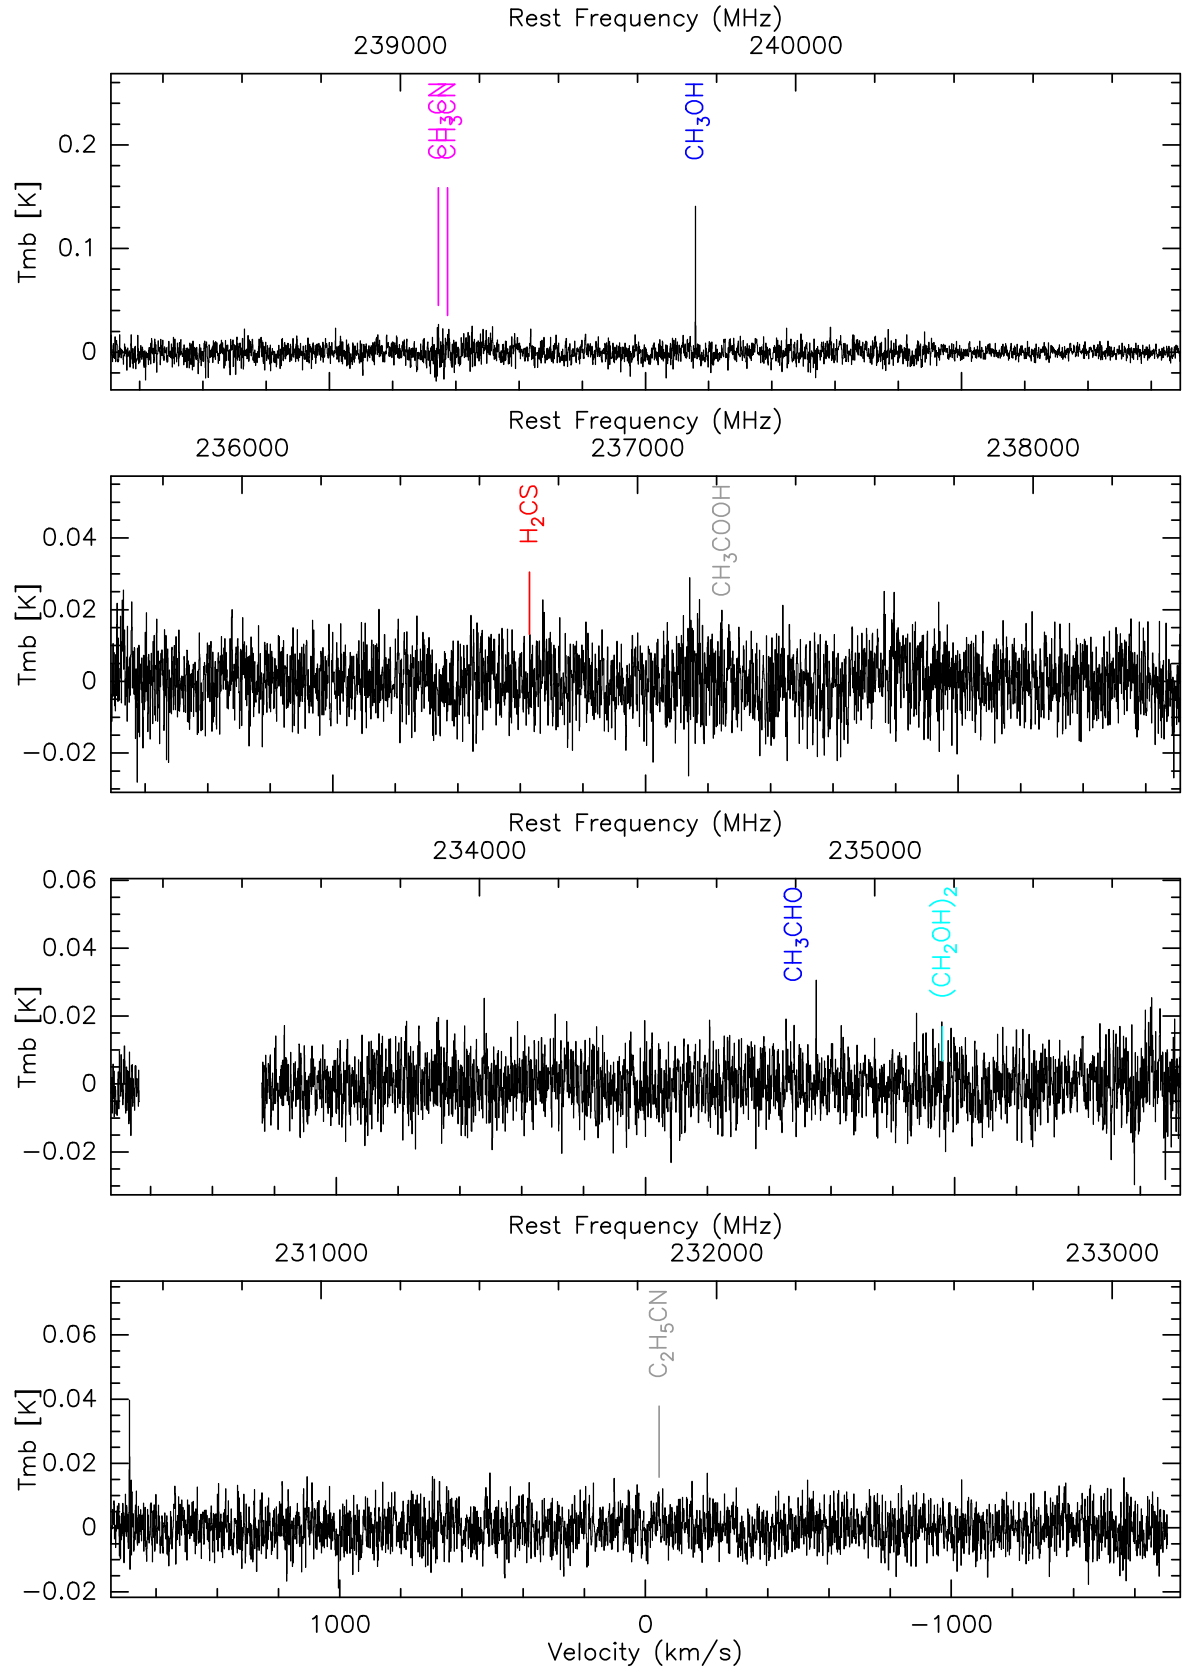 Rest Frequency (MHz)
239000 240000
CH₃CN CH₃CN CH₃OH
0.2
0.1
0
Tmb [K]
Rest Frequency (MHz)
236000 237000 238000
H₂CS CH₃COOH
0.04
0.02
0
−0.02
Tmb [K]
Rest Frequency (MHz)
234000 235000
CH₃CHO (CH₂OH)₂
0.06
0.04
0.02
0
−0.02
Tmb [K]
Rest Frequency (MHz)
231000 232000 233000
C₂H₅CN
0.06
0.04
0.02
0
−0.02
Tmb [K]
1000 0 −1000
Velocity (km/s)